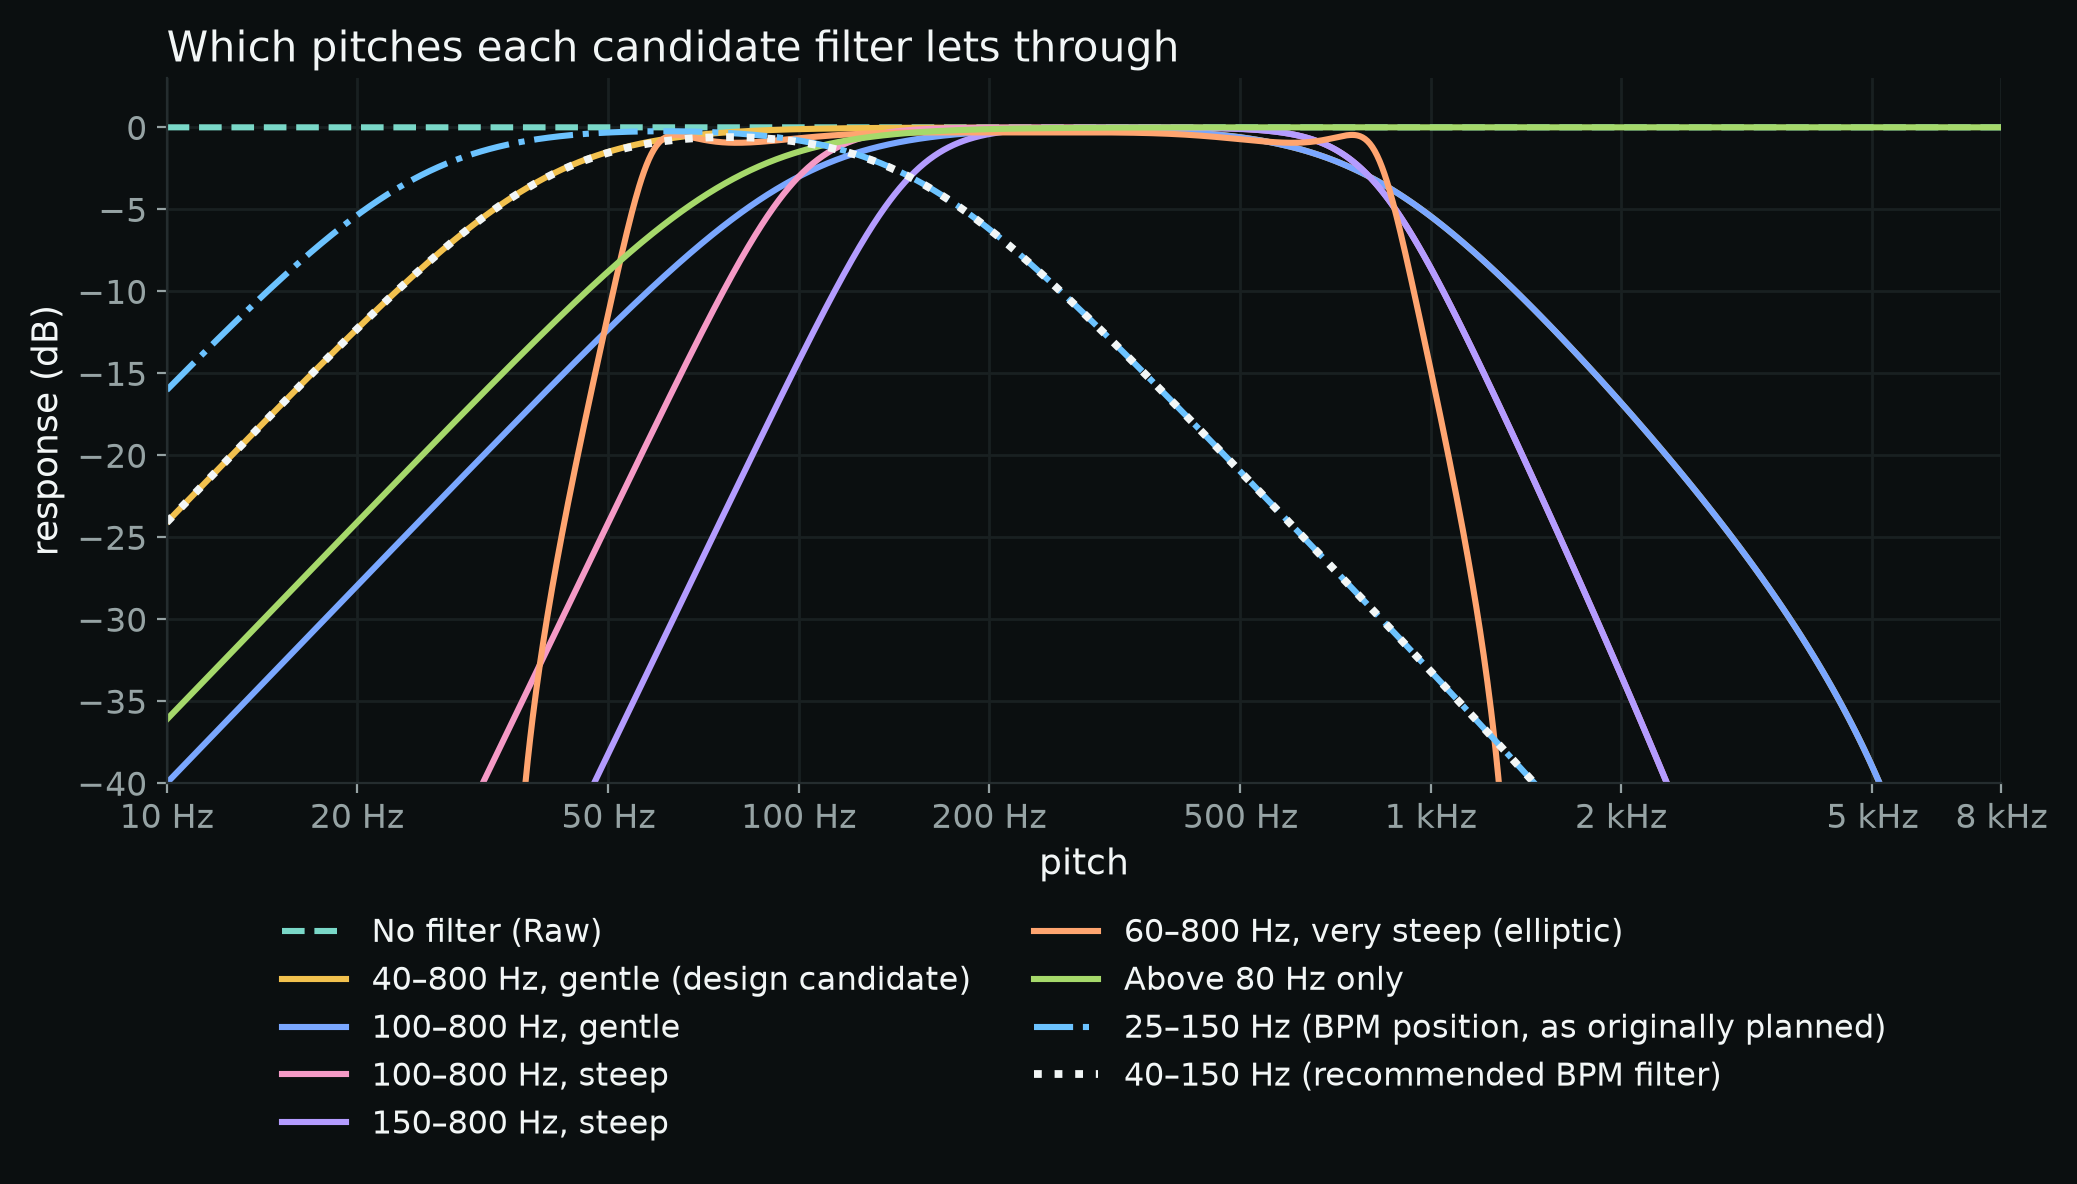 Which pitches each candidate filter lets through
response (dB)
0
−5
−10
−15
−20
−25
−30
−35
−40
10 Hz 20 Hz 50 Hz 100 Hz 200 Hz 500 Hz 1 kHz 2 kHz 5 kHz 8 kHz
pitch
No filter (Raw)
40–800 Hz, gentle (design candidate)
100–800 Hz, gentle
100–800 Hz, steep
150–800 Hz, steep
60–800 Hz, very steep (elliptic)
Above 80 Hz only
25–150 Hz (BPM position, as originally planned)
40–150 Hz (recommended BPM filter)